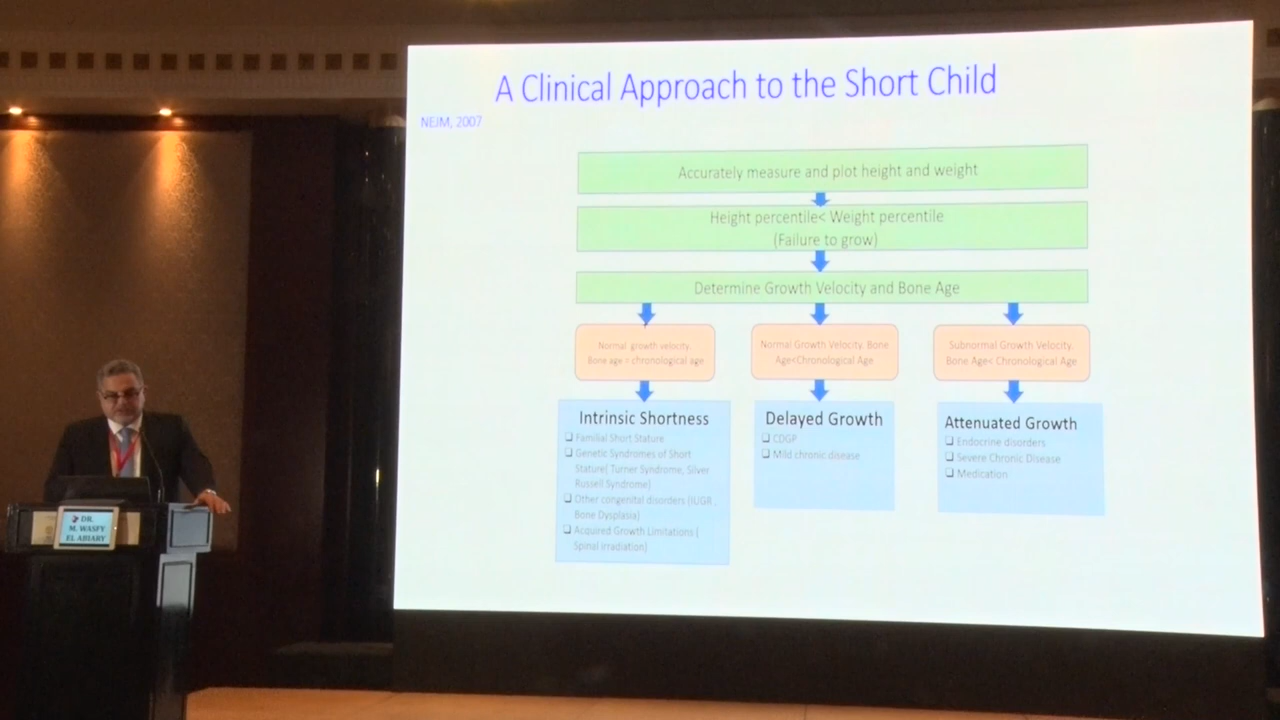 A Clinical Approach to the Short Child
NEJM, 2007
Accurately measure and plot height and weight
Height percentile< Weight percentile
(Failure to grow)
Determine Growth Velocity and Bone Age
Normal growth velocity.
Bone age = chronological age
Normal Growth Velocity. Bone
Age<Chronological Age
Subnormal Growth Velocity.
Bone Age< Chronological Age
Intrinsic Shortness
❑ Familial Short Stature
❑ Genetic Syndromes of Short
Stature( Turner Syndrome, Silver
Russell Syndrome)
❑ Other congenital disorders (IUGR ,
Bone Dysplasia)
❑ Acquired Growth Limitations (
Spinal irradiation)
Delayed Growth
❑ CDGP
❑ Mild chronic disease
Attenuated Growth
❑ Endocrine disorders
❑ Severe Chronic Disease
❑ Medication
DR.
M. WASFY
EL ABIARY